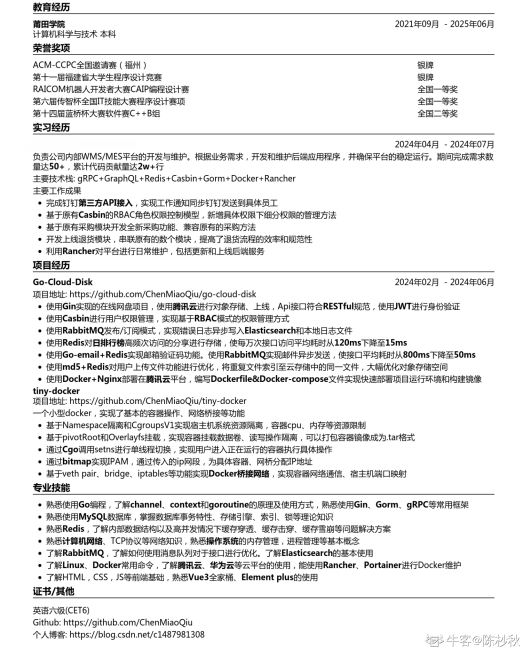 教育经历
莆田学院 2021年09月 - 2025年06月
计算机科学与技术 本科
荣誉奖项
ACM-CCPC全国邀请赛（福州） 银牌
第十一届福建省大学生程序设计竞赛 银牌
RAICOM机器人开发者大赛CAIP编程设计赛 全国一等奖
第六届传智杯全国IT技能大赛程序设计赛项 全国一等奖
第十四届蓝桥杯大赛软件赛C++B组 全国二等奖
实习经历
2024年04月 - 2024年07月
负责公司内部WMS/MES平台的开发与维护。根据业务需求，开发和维护后端应用程序，并确保平台的稳定运行。期间完成需求数
量达50+，累计代码贡献量达2w+行
主要技术栈: gRPC+GraphQL+Redis+Casbin+Gorm+Docker+Rancher
主要工作成果
• 完成钉钉第三方API接入，实现工作通知同步钉钉发送到具体员工
• 基于原有Casbin的RBAC角色权限控制模型，新增具体权限下细分权限的管理方法
• 基于原有采购模块开发全新采购功能、兼容原有的采购方法
• 开发上线退货模块，串联原有的数个模块，提高了退货流程的效率和规范性
• 利用Rancher对平台进行日常维护，包括更新和上线后端服务
项目经历
Go-Cloud-Disk 2024年02月 - 2024年06月
项目地址: https://github.com/ChenMiaoQiu/go-cloud-disk
• 使用Gin实现的在线网盘项目，使用腾讯云进行对象存储、上线，Api接口符合RESTful规范，使用JWT进行身份验证
• 使用Casbin进行用户权限管理，实现基于RBAC模式的权限管理方式
• 使用RabbitMQ发布/订阅模式，实现错误日志异步写入Elasticsearch和本地日志文件
• 使用Redis对日排行榜高频次访问的分享进行存储，使每万次接口访问平均耗时从120ms下降至15ms
• 使用Go-email+Redis实现邮箱验证码功能。使用RabbitMQ实现邮件异步发送，使接口平均耗时从800ms下降至50ms
• 使用md5+Redis对用户上传文件功能进行优化，将重复文件索引至云存储中的同一文件，大幅优化对象存储空间
• 使用Docker+Nginx部署在腾讯云平台，编写Dockerfile&Docker-compose文件实现快速部署项目运行环境和构建镜像
tiny-docker
项目地址: https://github.com/ChenMiaoQiu/tiny-docker
一个小型docker，实现了基本的容器操作、网络桥接等功能
• 基于Namespace隔离和CgroupsV1实现宿主机系统资源隔离，容器cpu、内存等资源限制
• 基于pivotRoot和Overlayfs挂载，实现容器挂载数据卷、读写操作隔离，可以打包容器镜像成为.tar格式
• 通过Cgo调用setns进行单线程切换，实现用户进入正在运行的容器执行具体操作
• 通过bitmap实现IPAM，通过传入的ip网段，为具体容器、网桥分配IP地址
• 基于veth pair、bridge、iptables等功能实现Docker桥接网络，实现容器网络通信、宿主机端口映射
专业技能
• 熟悉使用Go编程，了解channel、context和goroutine的原理及使用方式，熟悉使用Gin、Gorm、gRPC等常用框架
• 熟悉使用MySQL数据库，掌握数据库事务特性、存储引擎、索引、锁等理论知识
• 熟悉Redis，了解内部数据结构以及高并发情况下缓存穿透、缓存击穿、缓存雪崩等问题解决方案
• 熟悉计算机网络、TCP协议等网络知识，熟悉操作系统的内存管理，进程管理等基本概念
• 了解RabbitMQ，了解如何使用消息队列对于接口进行优化。了解Elasticsearch的基本使用
• 了解Linux、Docker常用命令，了解腾讯云、华为云等云平台的使用，能使用Rancher、Portainer进行Docker维护
• 了解HTML，CSS，JS等前端基础，熟悉Vue3全家桶、Element plus的使用
证书/其他
英语六级(CET6)
Github: https://github.com/ChenMiaoQiu
个人博客: https://blog.csdn.net/c1487981308
牛客@陈杪秋